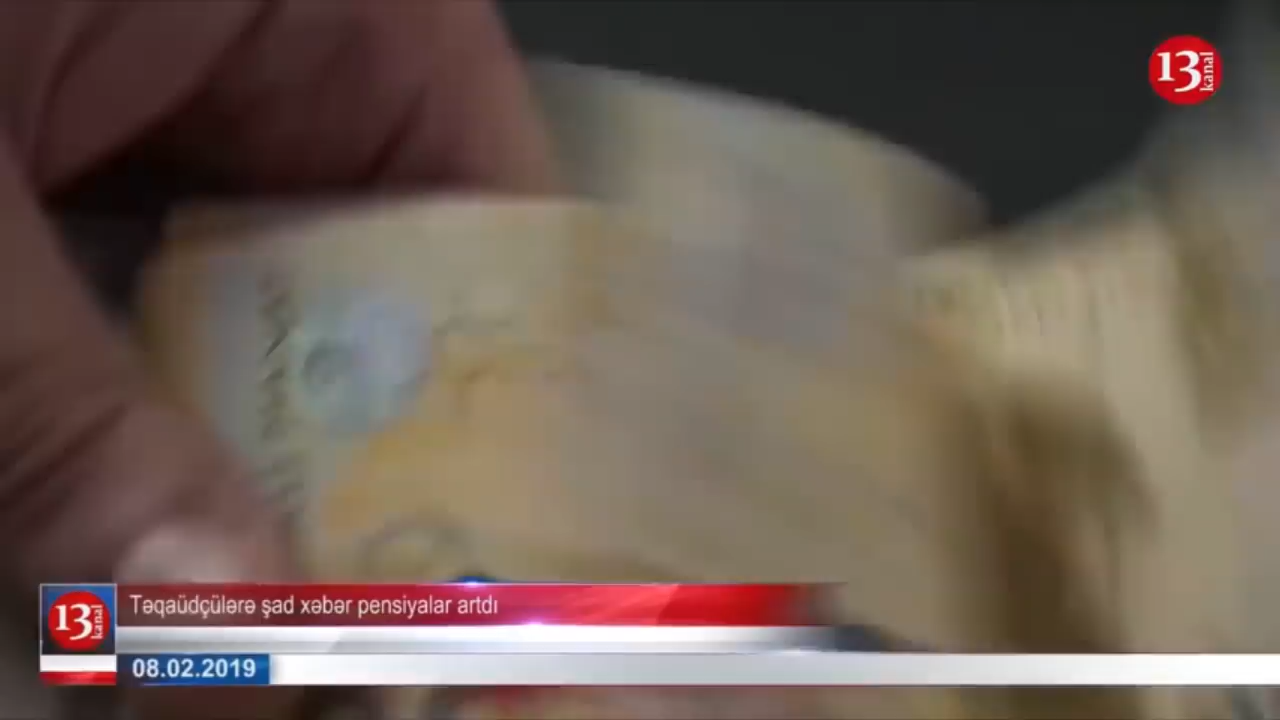 13 kanal
Təqaüdçülərə şad xəbər pensiyalar artdı
13 kanal
08.02.2019